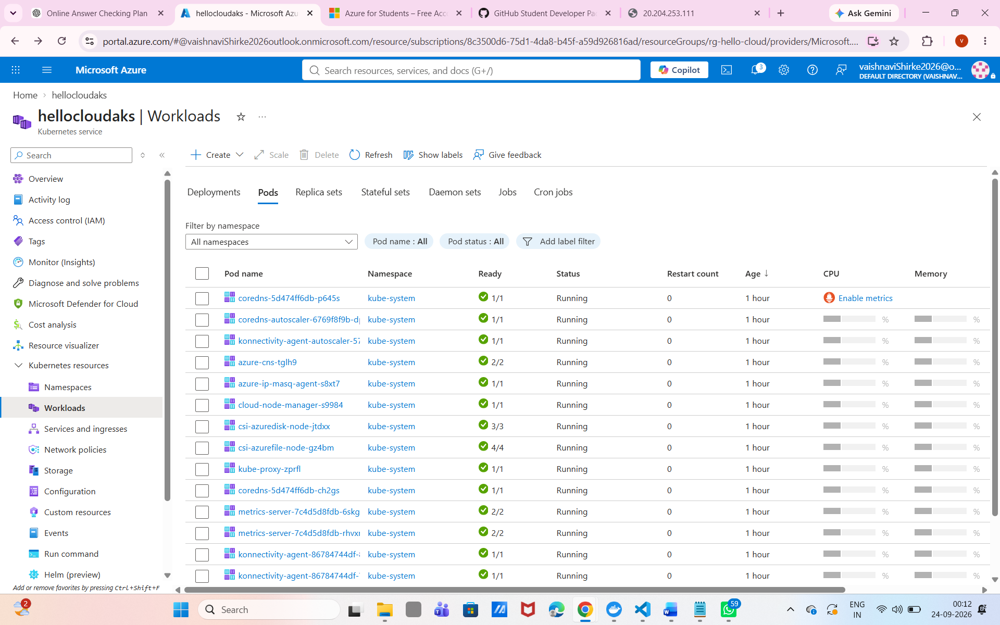 Online Answer Checking Plan
hellocloudaks - Microsoft Azu
Azure for Students – Free Acc
GitHub Student Developer Pa
20.204.253.111
Ask Gemini
portal.azure.com/#@vaishnaviShirke2026outlook.onmicrosoft.com/resource/subscriptions/8c3500d6-75d1-4da8-b45f-a59d926816ad/resourceGroups/rg-hello-cloud/providers/Microsoft....
V
Microsoft Azure
Search resources, services, and docs (G+/)
Copilot
3
vaishnaviShirke2026@o...
DEFAULT DIRECTORY (VAISHNAV...
Home > hellocloudaks
hellocloudaks | Workloads
Kubernetes service
Search
Create
Scale
Delete
Refresh
Show labels
Give feedback
Overview
Activity log
Access control (IAM)
Tags
Monitor (Insights)
Diagnose and solve problems
Microsoft Defender for Cloud
Cost analysis
Resource visualizer
Kubernetes resources
Namespaces
Workloads
Services and ingresses
Network policies
Storage
Configuration
Custom resources
Events
Run command
Helm (preview)
Add or remove favorites by pressing Ctrl+Shift+F
Deployments Pods Replica sets Stateful sets Daemon sets Jobs Cron jobs
Filter by namespace
All namespaces
Pod name : All
Pod status : All
Add label filter
Pod name Namespace Ready Status Restart count Age ↓ CPU Memory
coredns-5d474ff6db-p645s kube-system 1/1 Running 0 1 hour Enable metrics
coredns-autoscaler-6769f8f9b-dp kube-system 1/1 Running 0 1 hour % %
konnectivity-agent-autoscaler-57 kube-system 1/1 Running 0 1 hour % %
azure-cns-tglh9 kube-system 2/2 Running 0 1 hour % %
azure-ip-masq-agent-s8xt7 kube-system 1/1 Running 0 1 hour % %
cloud-node-manager-s9984 kube-system 1/1 Running 0 1 hour % %
csi-azuredisk-node-jtdxx kube-system 3/3 Running 0 1 hour % %
csi-azurefile-node-gz4bm kube-system 4/4 Running 0 1 hour % %
kube-proxy-zprfl kube-system 1/1 Running 0 1 hour % %
coredns-5d474ff6db-ch2gs kube-system 1/1 Running 0 1 hour % %
metrics-server-7c4d5d8fdb-6skg kube-system 2/2 Running 0 1 hour % %
metrics-server-7c4d5d8fdb-rhvxr kube-system 2/2 Running 0 1 hour % %
konnectivity-agent-86784744df- kube-system 1/1 Running 0 1 hour % %
konnectivity-agent-86784744df- kube-system 1/1 Running 0 1 hour % %
2
Search
59
ENG
IN
00:12
24-09-2026